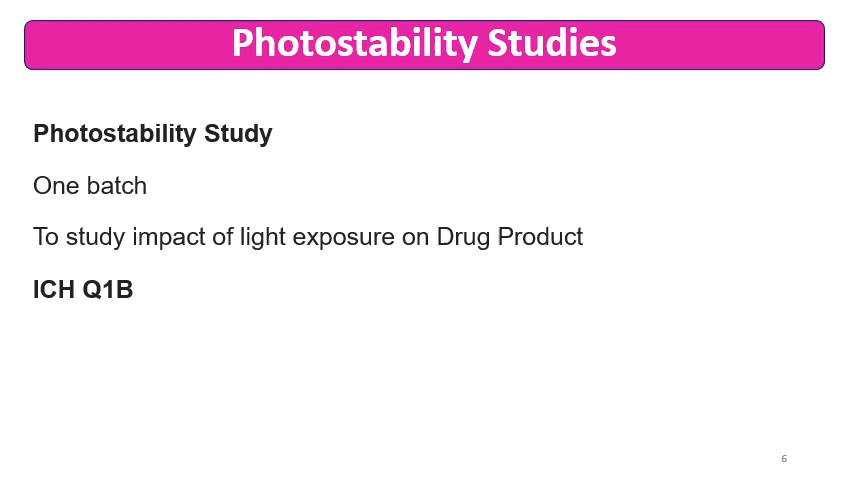 Photostability Studies
Photostability Study
One batch
To study impact of light exposure on Drug Product
ICH Q1B
6